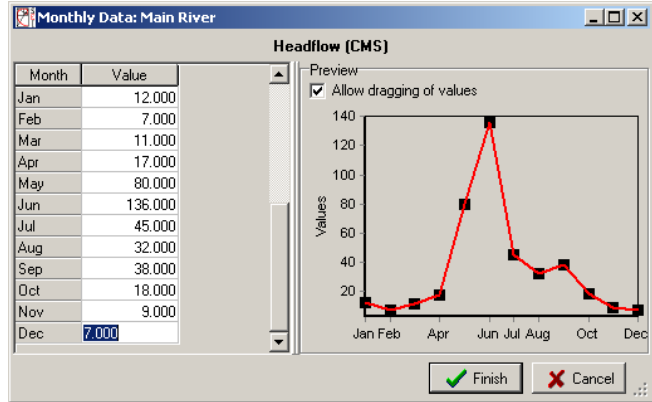 Monthly Data: Main River
Headflow (CMS)
Month Value
Jan 12.000
Feb 7.000
Mar 11.000
Apr 17.000
May 80.000
Jun 136.000
Jul 45.000
Aug 32.000
Sep 38.000
Oct 18.000
Nov 9.000
Dec 7.000
Preview
Allow dragging of values
140
120
100
80
60
40
20
Values
Jan Feb Apr Jun Jul Aug Oct Dec
Finish Cancel